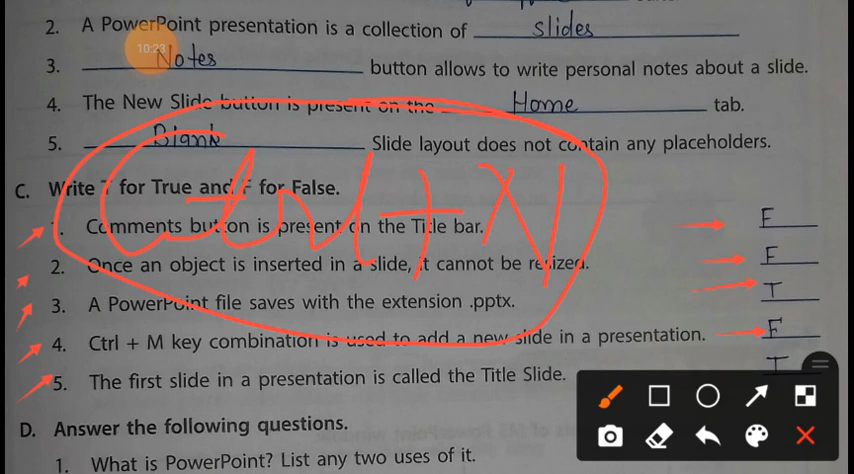 2. A PowerPoint presentation is a collection of slides
10:23
3. Notes button allows to write personal notes about a slide.
4. The New Slide button is present on the Home tab.
5. Blank Slide layout does not contain any placeholders.
C. Write T for True and F for False.
ctrl + N
1. Comments button is present on the Title bar. F
2. Once an object is inserted in a slide, it cannot be resized. F
3. A PowerPoint file saves with the extension .pptx. T
4. Ctrl + M key combination is used to add a new slide in a presentation. F
5. The first slide in a presentation is called the Title Slide. T
D. Answer the following questions.
1. What is PowerPoint? List any two uses of it.